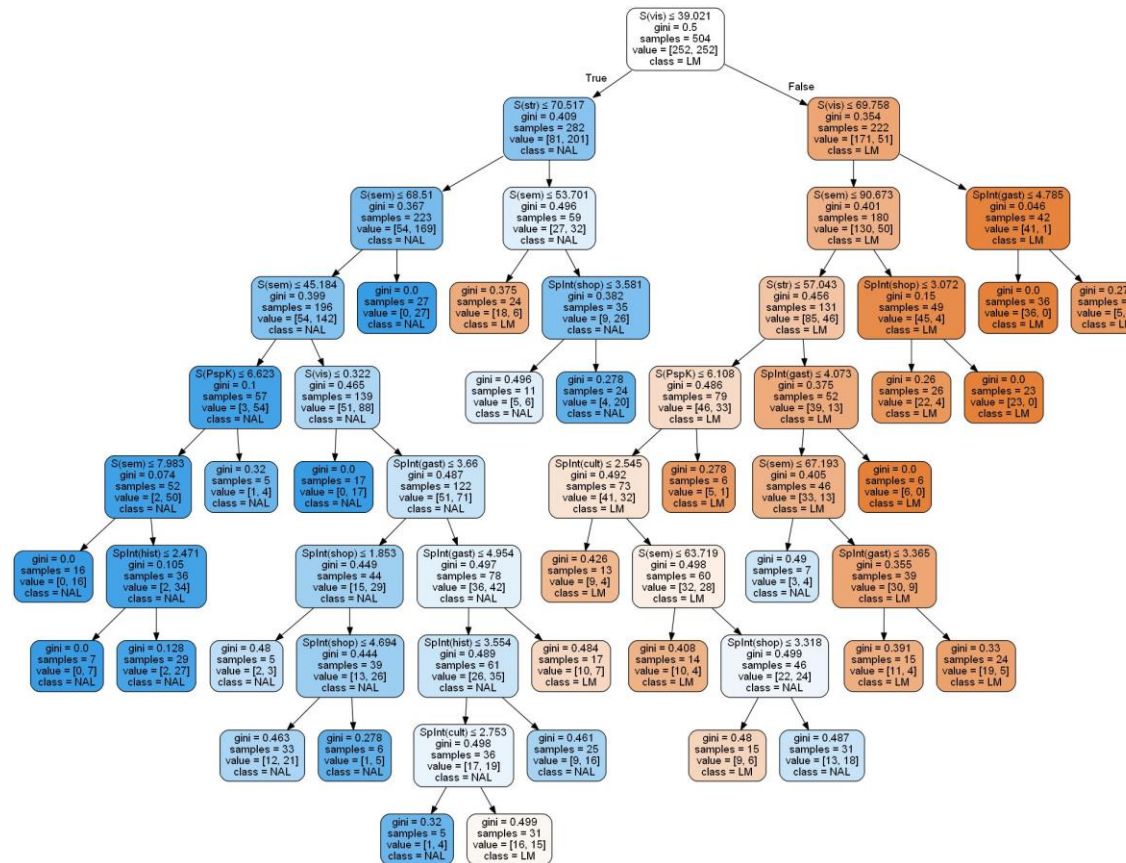 S(vis) ≤ 39.021
gini = 0.5
samples = 504
value = [252, 252]
class = LM
True
False
S(str) ≤ 70.517
gini = 0.409
samples = 282
value = [81, 201]
class = NAL
S(vis) ≤ 69.758
gini = 0.354
samples = 222
value = [171, 51]
class = LM
S(sem) ≤ 68.51
gini = 0.367
samples = 223
value = [54, 169]
class = NAL
S(sem) ≤ 53.701
gini = 0.496
samples = 59
value = [27, 32]
class = NAL
S(sem) ≤ 90.673
gini = 0.401
samples = 180
value = [130, 50]
class = LM
SpInt(gast) ≤ 4.785
gini = 0.046
samples = 42
value = [41, 1]
class = LM
S(sem) ≤ 45.184
gini = 0.399
samples = 196
value = [54, 142]
class = NAL
gini = 0.0
samples = 27
value = [0, 27]
class = NAL
gini = 0.375
samples = 24
value = [18, 6]
class = LM
SpInt(shop) ≤ 3.581
gini = 0.382
samples = 35
value = [9, 26]
class = NAL
S(str) ≤ 57.043
gini = 0.456
samples = 131
value = [85, 46]
class = LM
SpInt(shop) ≤ 3.072
gini = 0.15
samples = 49
value = [45, 4]
class = LM
gini = 0.0
samples = 36
value = [36, 0]
class = LM
gini = 0.27
samples =
value = [5,
class = L
S(PspK) ≤ 6.623
gini = 0.1
samples = 57
value = [3, 54]
class = NAL
S(vis) ≤ 0.322
gini = 0.465
samples = 139
value = [51, 88]
class = NAL
gini = 0.496
samples = 11
value = [5, 6]
class = NAL
gini = 0.278
samples = 24
value = [4, 20]
class = NAL
S(PspK) ≤ 6.108
gini = 0.486
samples = 79
value = [46, 33]
class = LM
SpInt(gast) ≤ 4.073
gini = 0.375
samples = 52
value = [39, 13]
class = LM
gini = 0.26
samples = 26
value = [22, 4]
class = LM
gini = 0.0
samples = 23
value = [23, 0]
class = LM
S(sem) ≤ 7.983
gini = 0.074
samples = 52
value = [2, 50]
class = NAL
gini = 0.32
samples = 5
value = [1, 4]
class = NAL
gini = 0.0
samples = 17
value = [0, 17]
class = NAL
SpInt(gast) ≤ 3.66
gini = 0.487
samples = 122
value = [51, 71]
class = NAL
SpInt(cult) ≤ 2.545
gini = 0.492
samples = 73
value = [41, 32]
class = LM
gini = 0.278
samples = 6
value = [5, 1]
class = LM
S(sem) ≤ 67.193
gini = 0.405
samples = 46
value = [33, 13]
class = LM
gini = 0.0
samples = 6
value = [6, 0]
class = LM
gini = 0.0
samples = 16
value = [0, 16]
class = NAL
SpInt(hist) ≤ 2.471
gini = 0.105
samples = 36
value = [2, 34]
class = NAL
SpInt(shop) ≤ 1.853
gini = 0.449
samples = 44
value = [15, 29]
class = NAL
SpInt(gast) ≤ 4.954
gini = 0.497
samples = 78
value = [36, 42]
class = NAL
gini = 0.426
samples = 13
value = [9, 4]
class = LM
S(sem) ≤ 63.719
gini = 0.498
samples = 60
value = [32, 28]
class = LM
gini = 0.49
samples = 7
value = [3, 4]
class = NAL
SpInt(gast) ≤ 3.365
gini = 0.355
samples = 39
value = [30, 9]
class = LM
gini = 0.0
samples = 7
value = [0, 7]
class = NAL
gini = 0.128
samples = 29
value = [2, 27]
class = NAL
gini = 0.48
samples = 5
value = [2, 3]
class = NAL
SpInt(shop) ≤ 4.694
gini = 0.444
samples = 39
value = [13, 26]
class = NAL
SpInt(hist) ≤ 3.554
gini = 0.489
samples = 61
value = [26, 35]
class = NAL
gini = 0.484
samples = 17
value = [10, 7]
class = LM
gini = 0.408
samples = 14
value = [10, 4]
class = LM
SpInt(shop) ≤ 3.318
gini = 0.499
samples = 46
value = [22, 24]
class = NAL
gini = 0.391
samples = 15
value = [11, 4]
class = LM
gini = 0.33
samples = 24
value = [19, 5]
class = LM
gini = 0.463
samples = 33
value = [12, 21]
class = NAL
gini = 0.278
samples = 6
value = [1, 5]
class = NAL
SpInt(cult) ≤ 2.753
gini = 0.498
samples = 36
value = [17, 19]
class = NAL
gini = 0.461
samples = 25
value = [9, 16]
class = NAL
gini = 0.48
samples = 15
value = [9, 6]
class = LM
gini = 0.487
samples = 31
value = [13, 18]
class = NAL
gini = 0.32
samples = 5
value = [1, 4]
class = NAL
gini = 0.499
samples = 31
value = [16, 15]
class = LM